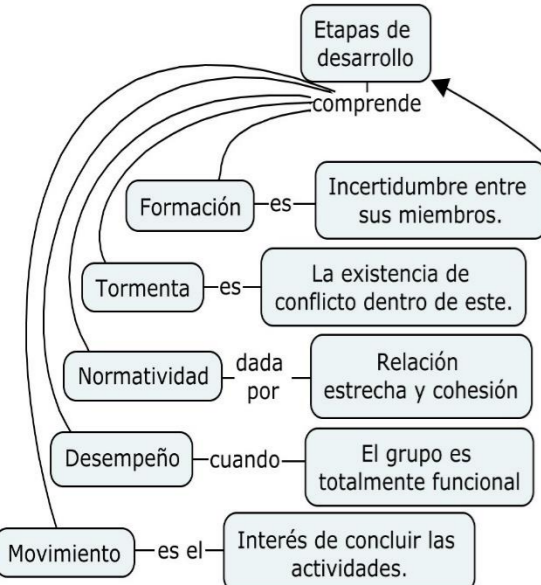 Etapas de
desarrollo
comprende
Formación
es
Incertidumbre entre
sus miembros.
Tormenta
es
La existencia de
conflicto dentro de este.
Normatividad
dada
por
Relación
estrecha y cohesión
Desempeño
cuando
El grupo es
totalmente funcional
Movimiento
es el
Interés de concluir las
actividades.